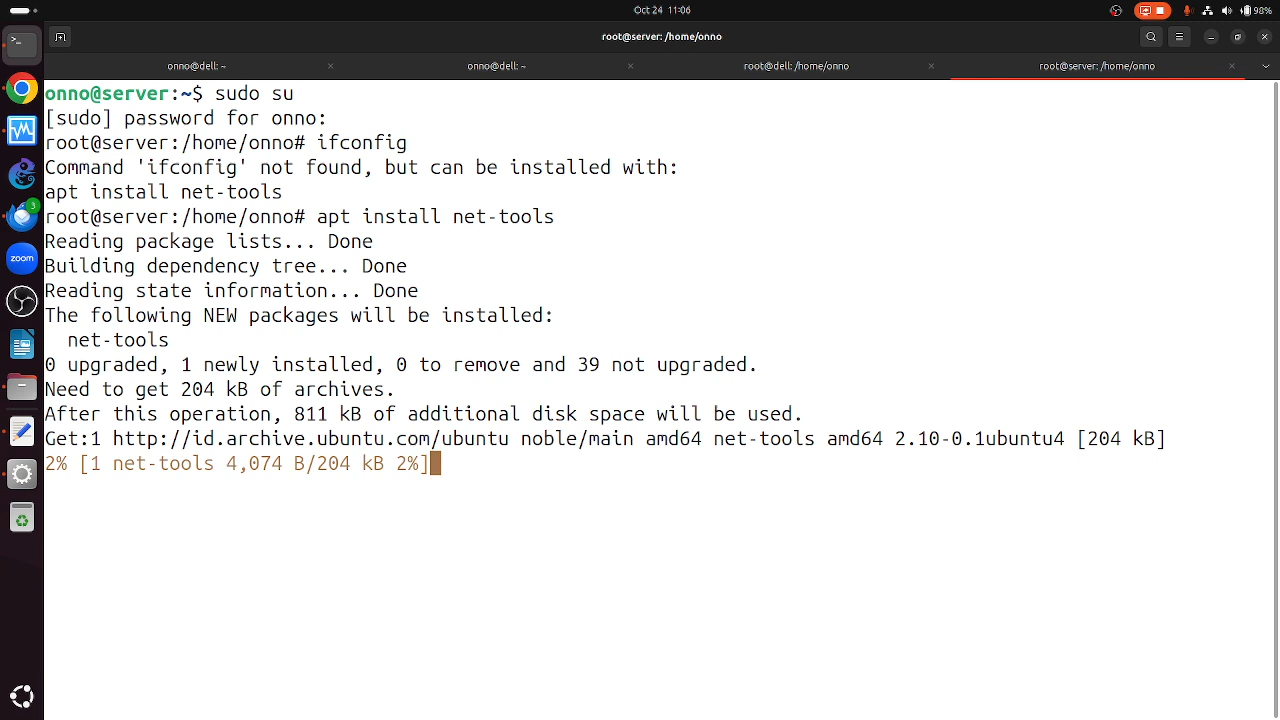 Oct 24 11:06
98%
root@server: /home/onno
onno@dell: ~
onno@dell: ~
root@dell: /home/onno
root@server: /home/onno
onno@server:~$ sudo su
[sudo] password for onno:
root@server:/home/onno# ifconfig
Command 'ifconfig' not found, but can be installed with:
apt install net-tools
root@server:/home/onno# apt install net-tools
Reading package lists... Done
Building dependency tree... Done
Reading state information... Done
The following NEW packages will be installed:
  net-tools
0 upgraded, 1 newly installed, 0 to remove and 39 not upgraded.
Need to get 204 kB of archives.
After this operation, 811 kB of additional disk space will be used.
Get:1 http://id.archive.ubuntu.com/ubuntu noble/main amd64 net-tools amd64 2.10-0.1ubuntu4 [204 kB]
2% [1 net-tools 4,074 B/204 kB 2%]
3
zoom